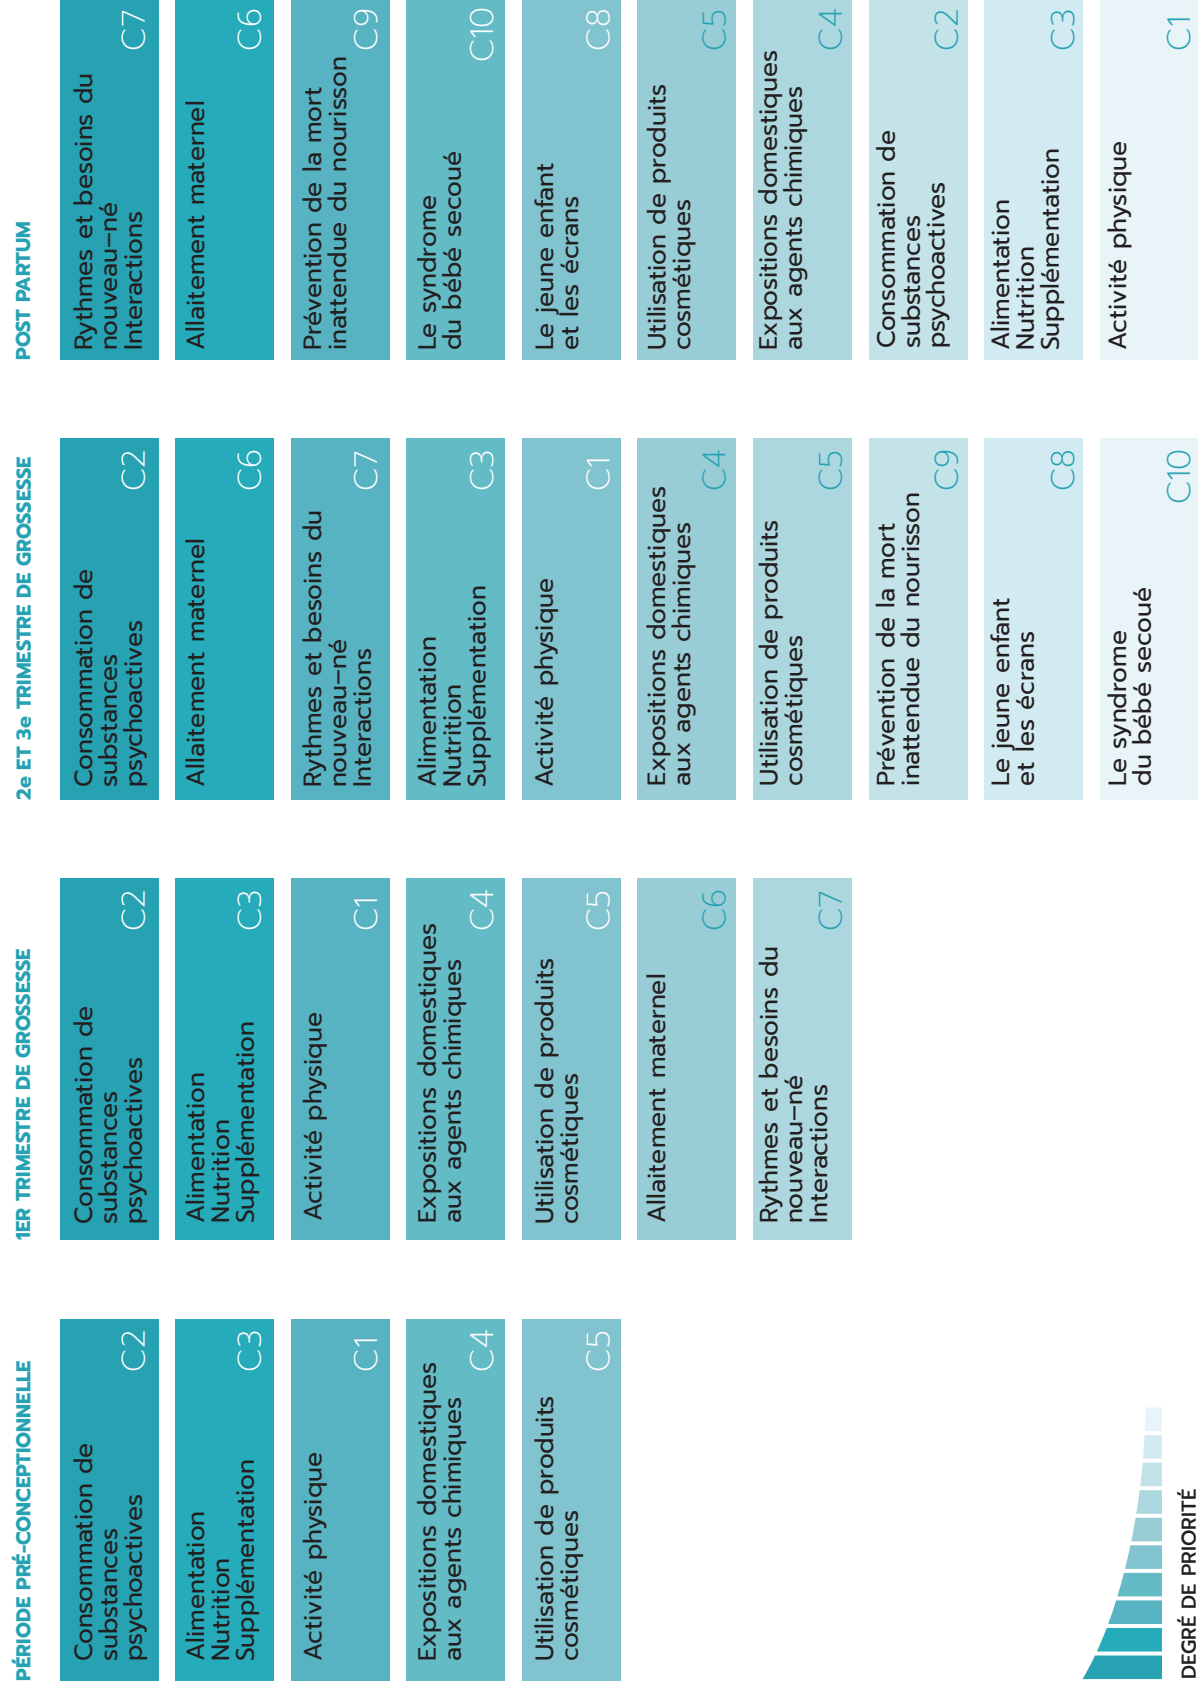 PÉRIODE PRÉ-CONCEPTIONNELLE
Consommation de
substances
psychoactives
C2
Alimentation
Nutrition
Supplémentation
C3
Activité physique
C1
Expositions domestiques
aux agents chimiques
C4
Utilisation de produits
cosmétiques
C5
1ER TRIMESTRE DE GROSSESSE
Consommation de
substances
psychoactives
C2
Alimentation
Nutrition
Supplémentation
C3
Activité physique
C1
Expositions domestiques
aux agents chimiques
C4
Utilisation de produits
cosmétiques
C5
Allaitement maternel
C6
Rythmes et besoins du
nouveau-né
Interactions
C7
2e ET 3e TRIMESTRE DE GROSSESSE
Consommation de
substances
psychoactives
C2
Allaitement maternel
C6
Rythmes et besoins du
nouveau-né
Interactions
C7
Alimentation
Nutrition
Supplémentation
C3
Activité physique
C1
Expositions domestiques
aux agents chimiques
C4
Utilisation de produits
cosmétiques
C5
Prévention de la mort
inattendue du nourisson
C9
Le jeune enfant
et les écrans
C8
Le syndrome
du bébé secoué
C10
POST PARTUM
Rythmes et besoins du
nouveau-né
Interactions
C7
Allaitement maternel
C6
Prévention de la mort
inattendue du nourisson
C9
Le syndrome
du bébé secoué
C10
Le jeune enfant
et les écrans
C8
Utilisation de produits
cosmétiques
C5
Expositions domestiques
aux agents chimiques
C4
Consommation de
substances
psychoactives
C2
Alimentation
Nutrition
Supplémentation
C3
Activité physique
C1
DEGRÉ DE PRIORITÉ